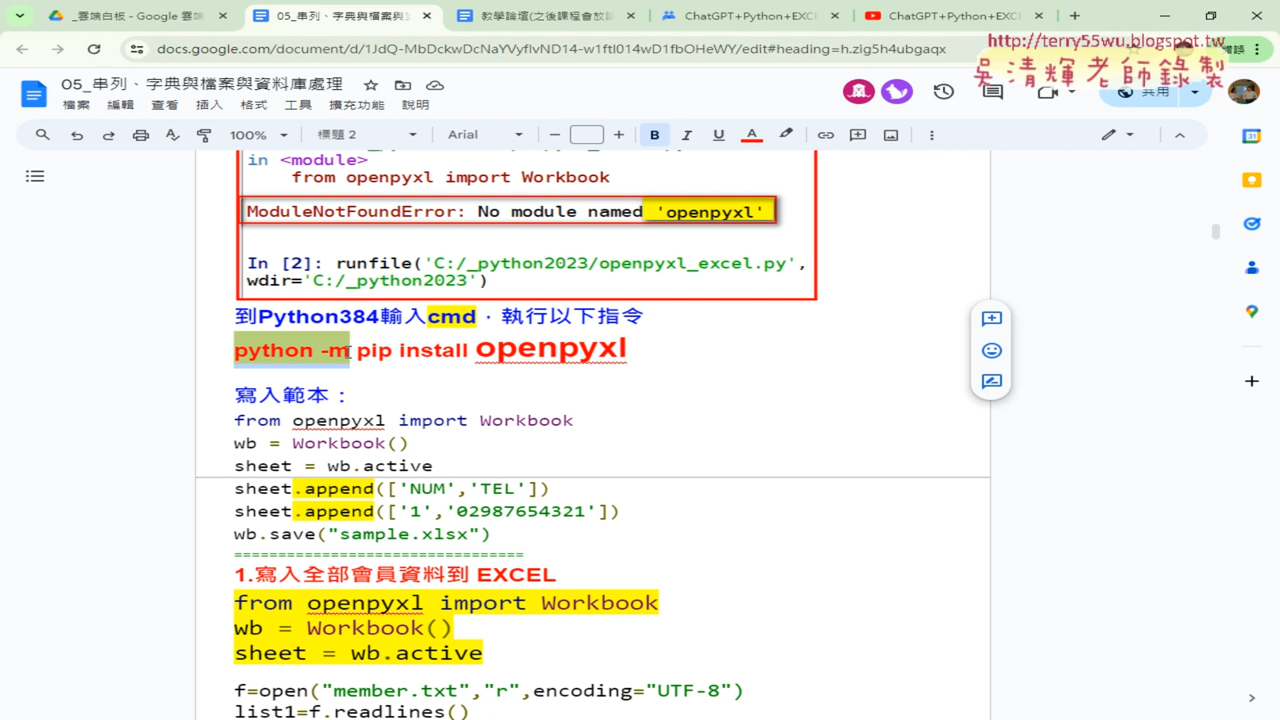 _雲端白板 - Google 雲端
05_串列、字典與檔案與
教學論壇(之後課程會放
ChatGPT+Python+EXC
ChatGPT+Python+EXC
docs.google.com/document/d/1JdQ-MbDckwDcNaYVyfIvND14-w1ftI014wD1fbOHeWY/edit#heading=h.zig5h4ubgaqx
http://terry55wu.blogspot.tw
吳清輝老師錄製
05_串列、字典與檔案與資料庫處理
共用
檔案 編輯 查看 插入 格式 工具 擴充功能 說明
100% 標題 2 Arial B I U A
in <module>
from openpyxl import Workbook
ModuleNotFoundError: No module named 'openpyxl'
In [2]: runfile('C:/_python2023/openpyxl_excel.py',
wdir='C:/_python2023')
到Python384輸入cmd，執行以下指令
python -m pip install openpyxl
寫入範本：
from openpyxl import Workbook
wb = Workbook()
sheet = wb.active
sheet.append(['NUM','TEL'])
sheet.append(['1','02987654321'])
wb.save("sample.xlsx")
=================================
1.寫入全部會員資料到 EXCEL
from openpyxl import Workbook
wb = Workbook()
sheet = wb.active
f=open("member.txt","r",encoding="UTF-8")
list1=f.readlines()